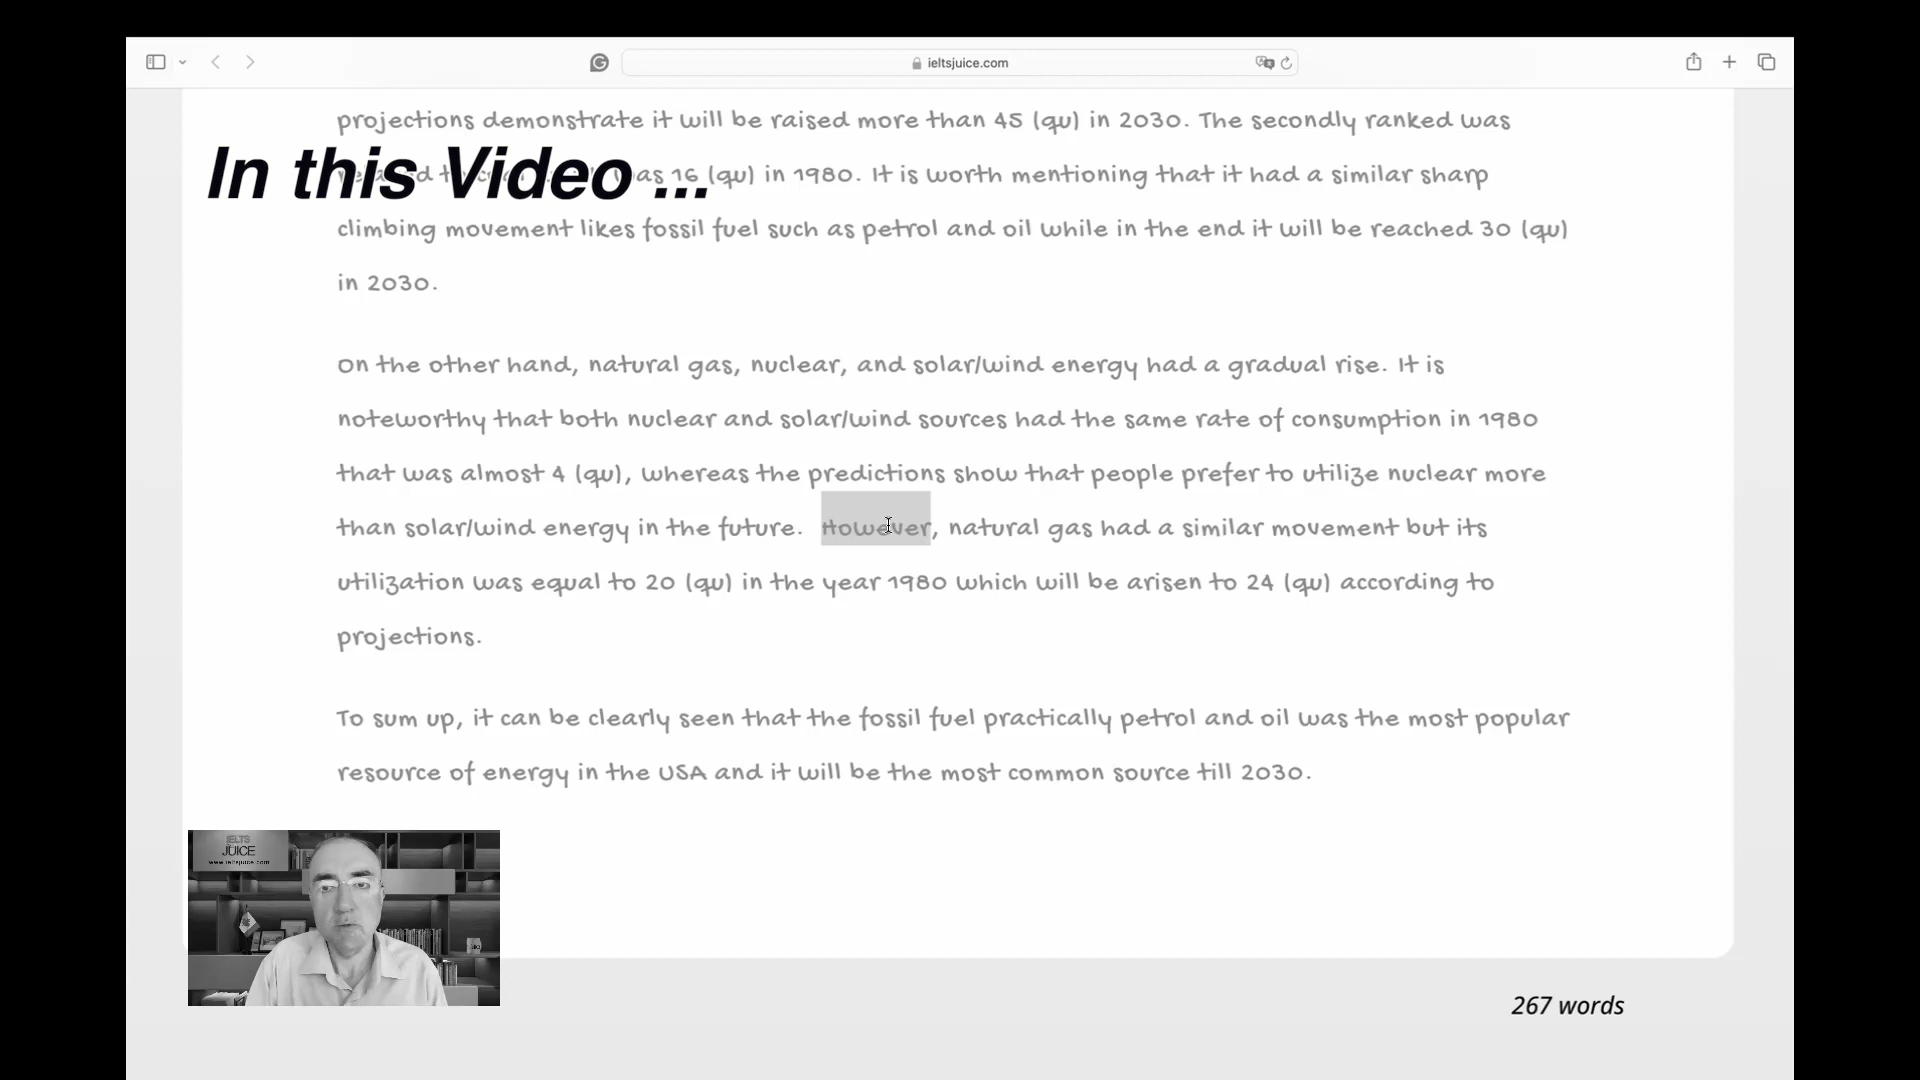 ieltsjuice.com
projections demonstrate it will be raised more than 45 (qu) in 2030. The secondly ranked was
In this Video ...
was 16 (qu) in 1980. It is worth mentioning that it had a similar sharp
climbing movement likes fossil fuel such as petrol and oil while in the end it will be reached 30 (qu)
in 2030.
On the other hand, natural gas, nuclear, and solar/wind energy had a gradual rise. It is
noteworthy that both nuclear and solar/wind sources had the same rate of consumption in 1980
that was almost 4 (qu), whereas the predictions show that people prefer to utilize nuclear more
than solar/wind energy in the future. However, natural gas had a similar movement but its
utilization was equal to 20 (qu) in the year 1980 which will be arisen to 24 (qu) according to
projections.
To sum up, it can be clearly seen that the fossil fuel practically petrol and oil was the most popular
resource of energy in the USA and it will be the most common source till 2030.
IELTS
JUICE
www.ieltsjuice.com
267 words